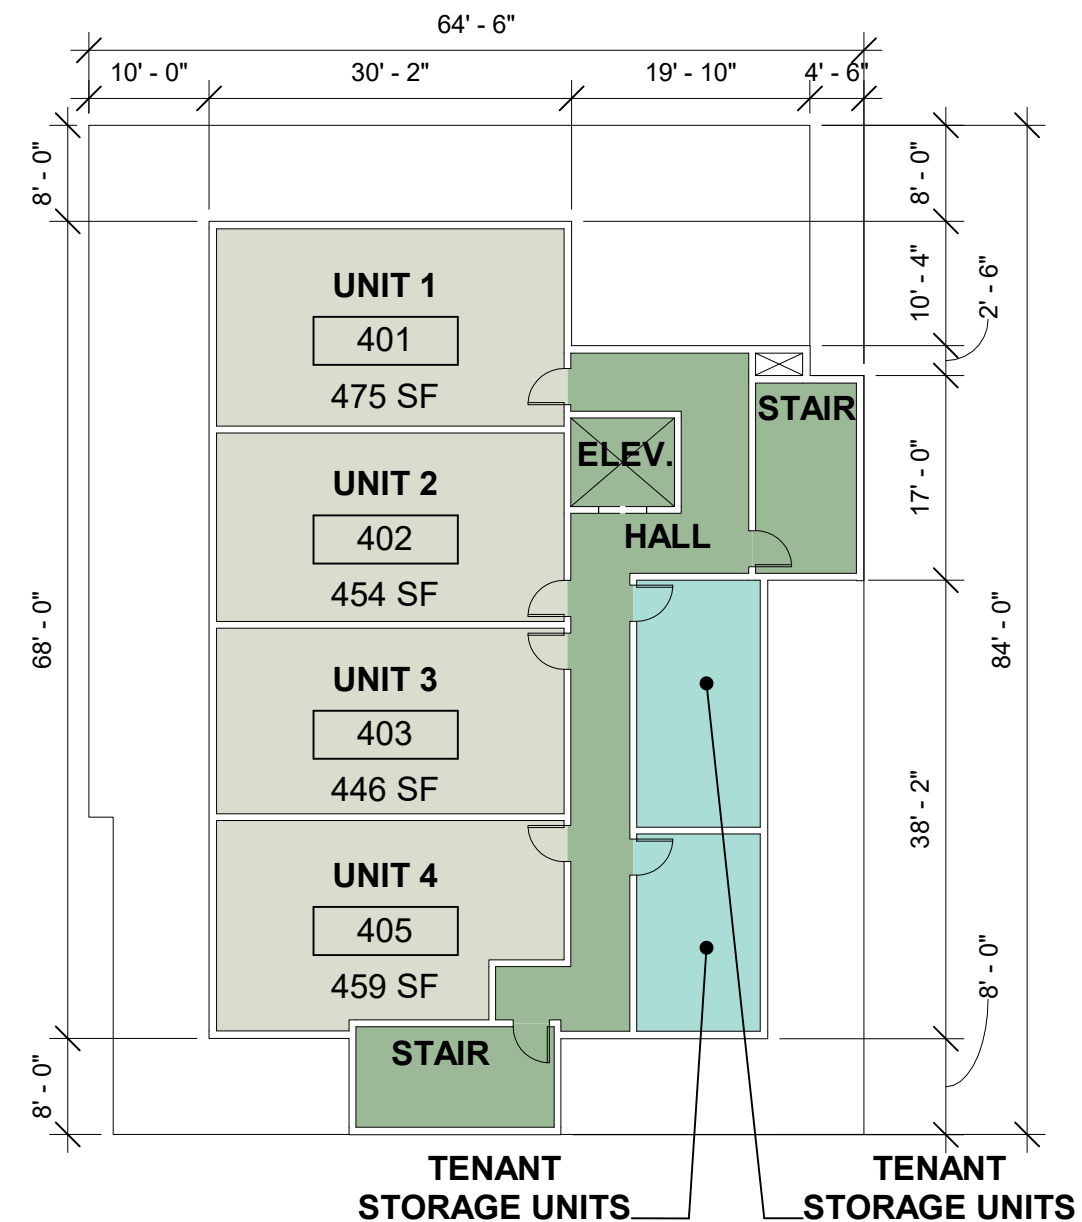 64' - 6"
10' - 0"
30' - 2"
19' - 10"
4' - 6"
8' - 0"
8' - 0"
10' - 4"
2' - 6"
UNIT 1
401
475 SF
STAIR
ELEV.
17' - 0"
UNIT 2
402
454 SF
HALL
68' - 0"
84' - 0"
UNIT 3
403
446 SF
38' - 2"
UNIT 4
405
459 SF
8' - 0"
STAIR
8' - 0"
TENANT
STORAGE UNITS
TENANT
STORAGE UNITS